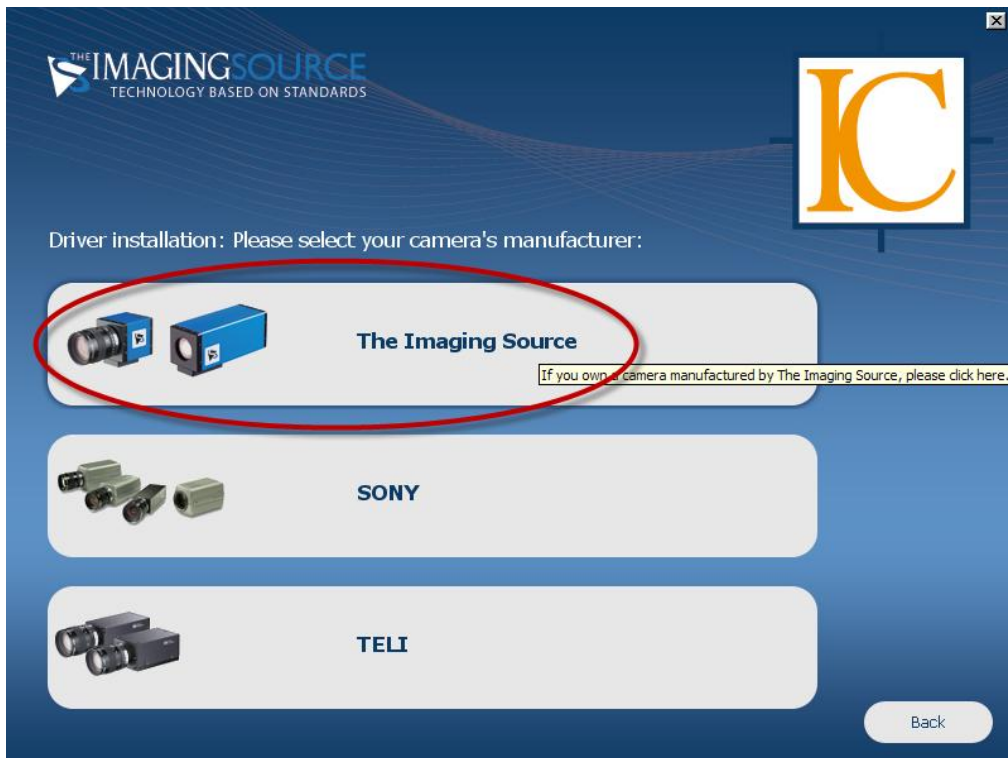 THE IMAGINGSOURCE
TECHNOLOGY BASED ON STANDARDS
IC
Driver installation: Please select your camera's manufacturer:
The Imaging Source
If you own a camera manufactured by The Imaging Source, please click here.
SONY
TELI
Back